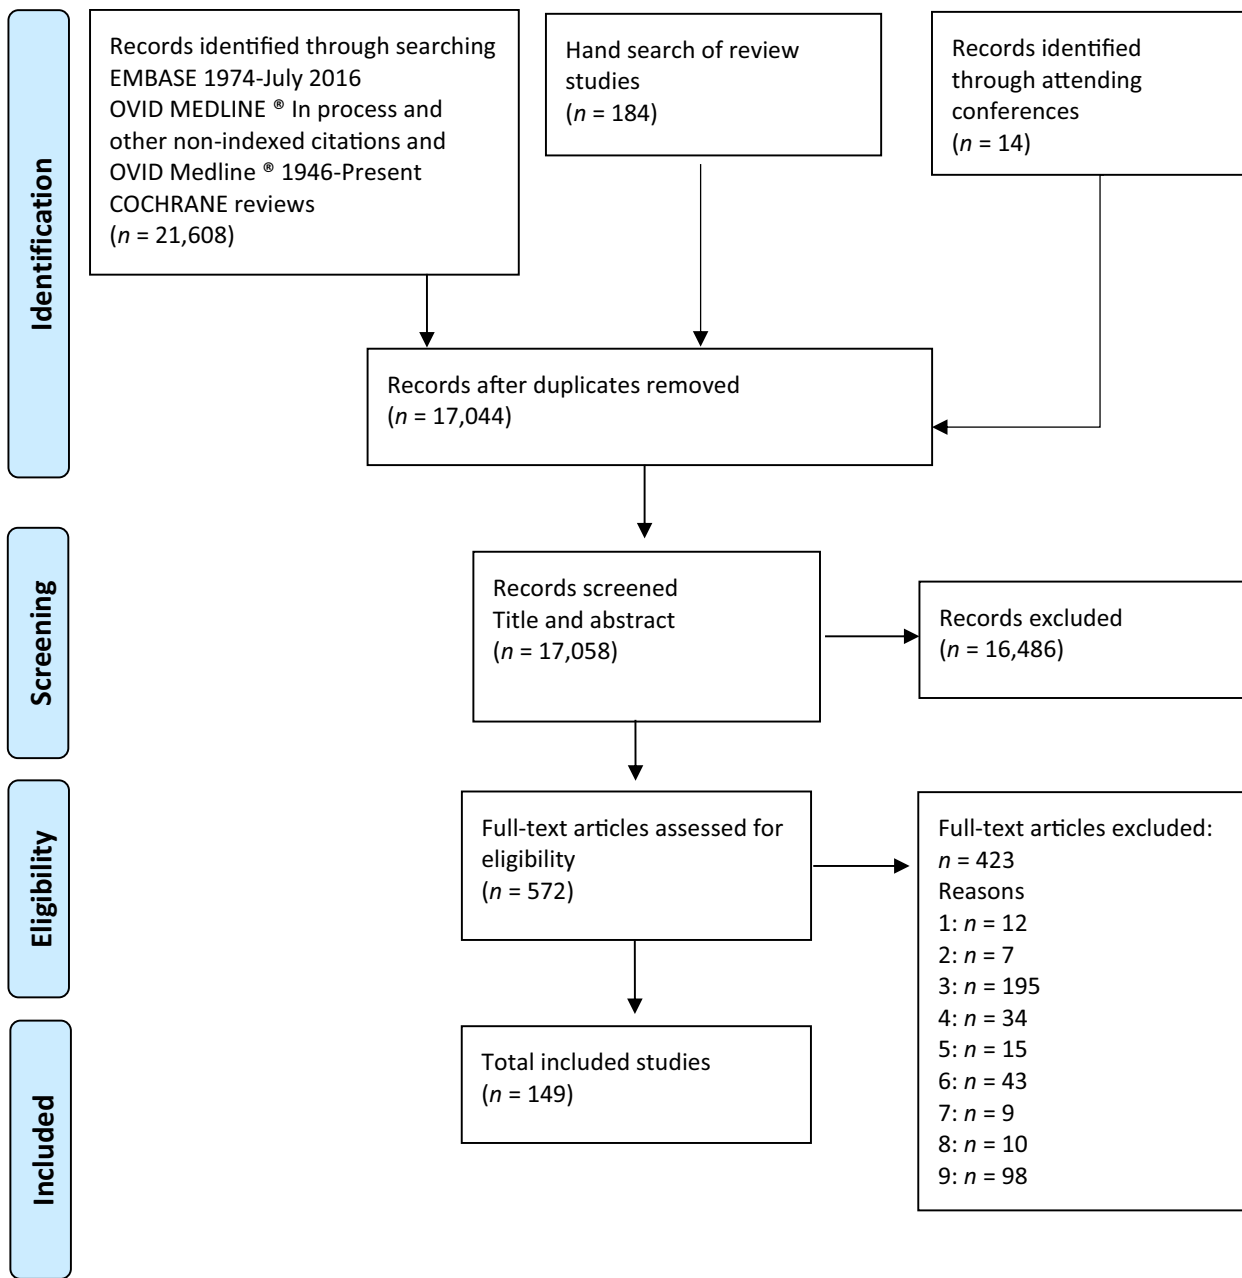 Identification
Records identified through searching
EMBASE 1974-July 2016
OVID MEDLINE ® In process and
other non-indexed citations and
OVID Medline ® 1946-Present
COCHRANE reviews
(n = 21,608)
Hand search of review
studies
(n = 184)
Records identified
through attending
conferences
(n = 14)
Records after duplicates removed
(n = 17,044)
Screening
Records screened
Title and abstract
(n = 17,058)
Records excluded
(n = 16,486)
Eligibility
Full-text articles assessed for
eligibility
(n = 572)
Full-text articles excluded:
n = 423
Reasons
1: n = 12
2: n = 7
3: n = 195
4: n = 34
5: n = 15
6: n = 43
7: n = 9
8: n = 10
9: n = 98
Included
Total included studies
(n = 149)